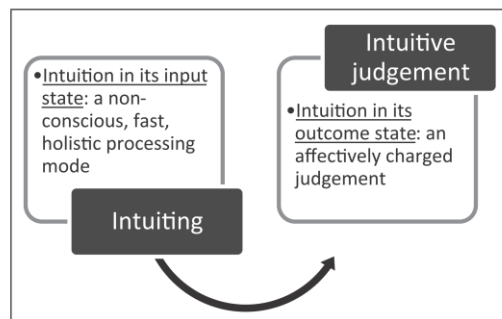 •Intuition in its input
state: a non-
conscious, fast,
holistic processing
mode
Intuiting
Intuitive
judgement
•Intuition in its
outcome state: an
affectively charged
judgement